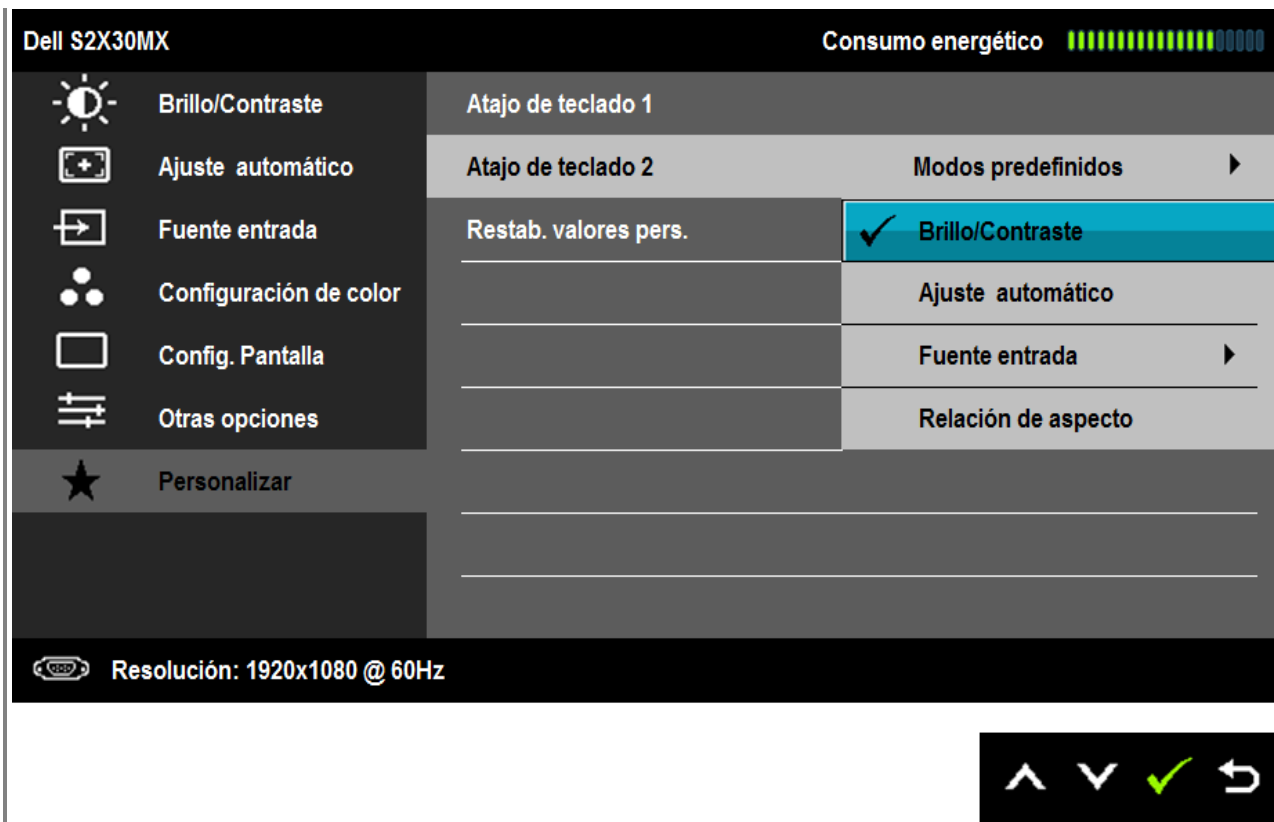 Dell S2X30MX Consumo energético
Brillo/Contraste Atajo de teclado 1
Ajuste automático Atajo de teclado 2 Modos predefinidos
Fuente entrada Restab. valores pers. Brillo/Contraste
Configuración de color Ajuste automático
Config. Pantalla Fuente entrada
Otras opciones Relación de aspecto
Personalizar
Resolución: 1920x1080 @ 60Hz